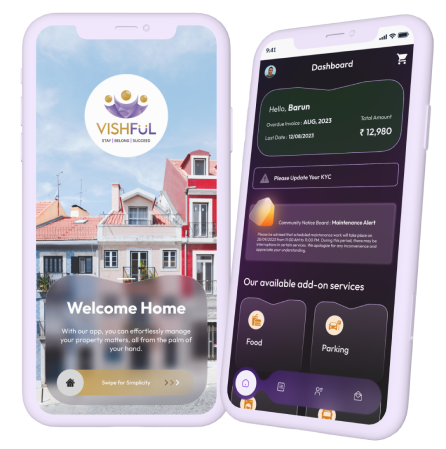 VISHFUL
STAY | BELONG | SUCCEED
Welcome Home
With our app, you can effortlessly manage
your property matters, all from the palm of
your hand.
Swipe for Simplicity
9:41
Dashboard
Hello, Barun
Overdue Invoice : AUG, 2023
Last Date : 12/08/2023
Total Amount
₹ 12,980
Please Update Your KYC
Community Notice Board : Maintenance Alert
Please be advised that scheduled maintenance work will take place on
28/09/2023 from 11:00 AM to 3:00 PM. During this period, there may be
interruptions in certain services. We apologize for any inconvenience and
appreciate your understanding.
Our available add-on services
Food
Parking